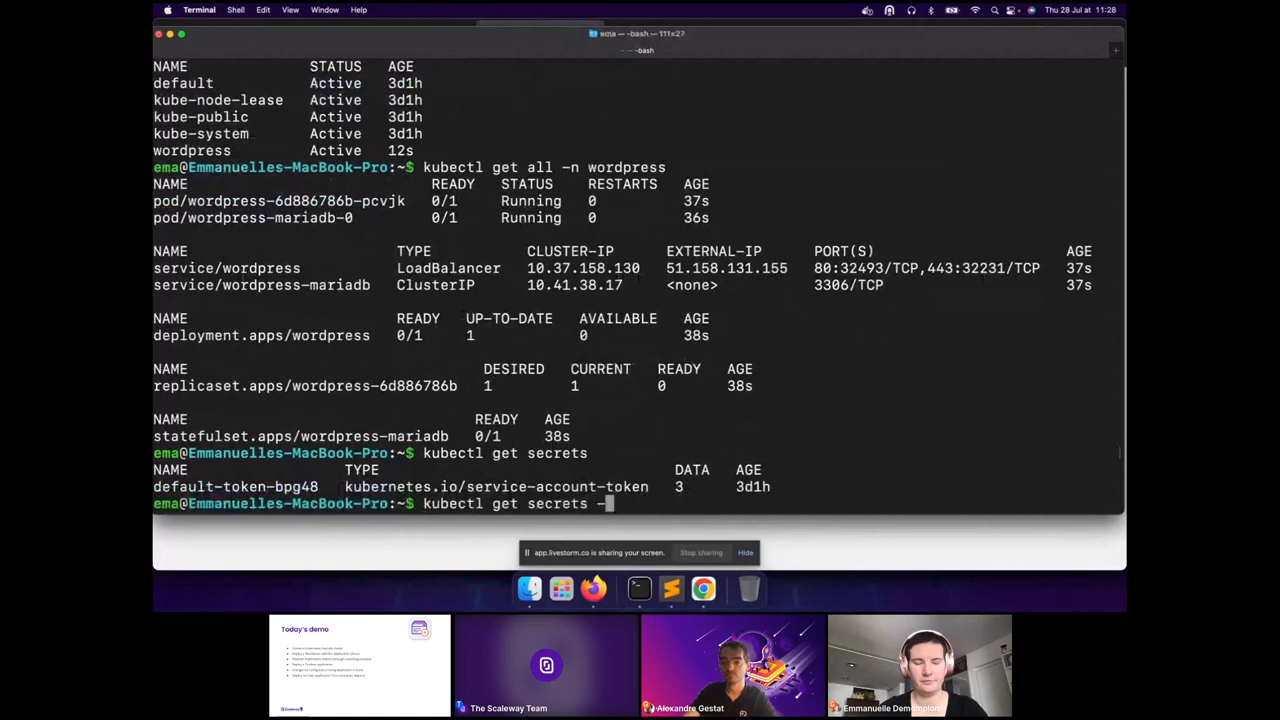 Terminal Shell Edit View Window Help Thu 28 Jul at 11:28
ema — -bash — 111×27
-bash
NAME STATUS AGE
default Active 3d1h
kube-node-lease Active 3d1h
kube-public Active 3d1h
kube-system Active 3d1h
wordpress Active 12s
ema@Emmanuelles-MacBook-Pro:~$ kubectl get all -n wordpress
NAME READY STATUS RESTARTS AGE
pod/wordpress-6d886786b-pcvjk 0/1 Running 0 37s
pod/wordpress-mariadb-0 0/1 Running 0 36s
NAME TYPE CLUSTER-IP EXTERNAL-IP PORT(S) AGE
service/wordpress LoadBalancer 10.37.158.130 51.158.131.155 80:32493/TCP,443:32231/TCP 37s
service/wordpress-mariadb ClusterIP 10.41.38.17 <none> 3306/TCP 37s
NAME READY UP-TO-DATE AVAILABLE AGE
deployment.apps/wordpress 0/1 1 0 38s
NAME DESIRED CURRENT READY AGE
replicaset.apps/wordpress-6d886786b 1 1 0 38s
NAME READY AGE
statefulset.apps/wordpress-mariadb 0/1 38s
ema@Emmanuelles-MacBook-Pro:~$ kubectl get secrets
NAME TYPE DATA AGE
default-token-bpg48 kubernetes.io/service-account-token 3 3d1h
ema@Emmanuelles-MacBook-Pro:~$ kubectl get secrets -
app.livestorm.co is sharing your screen. Stop sharing Hide
Today's demo
Scaleway
The Scaleway Team
Alexandre Gestat
Emmanuelle Demompion